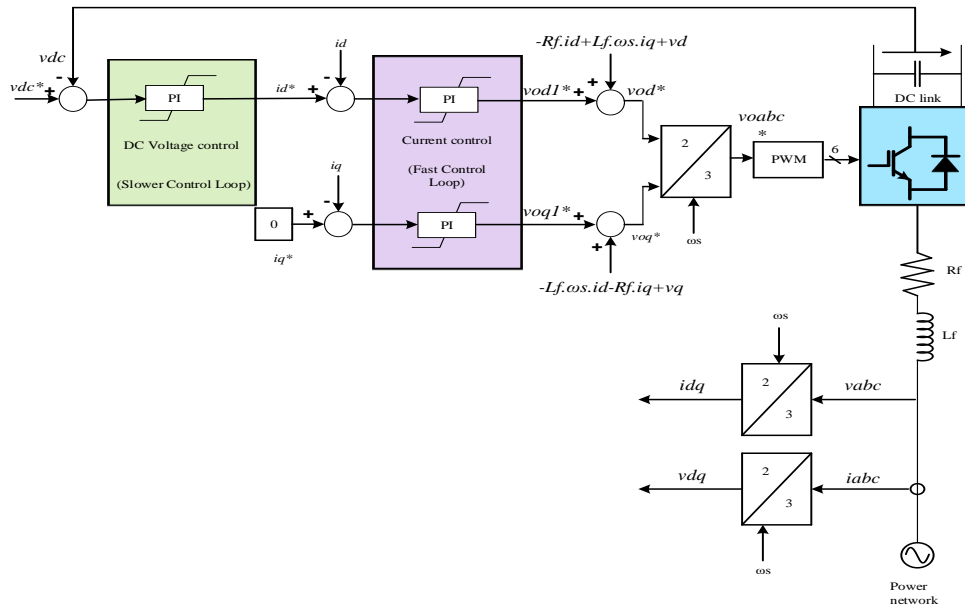 -Rf.id+Lf.ωs.iq+vd
vdc
id
vdc*
-
+
PI
id*
+
-
PI
vod1*
+
+
vod*
DC link
DC Voltage control
(Slower Control Loop)
Current control
(Fast Control
Loop)
2
3
voabc
*
PWM
6
iq
-
0
+
iq*
PI
voq1*
+
+
voq*
ωs
-Lf.ωs.id-Rf.iq+vq
Rf
Lf
ωs
idq
2
3
vabc
vdq
2
3
iabc
ωs
Power
network